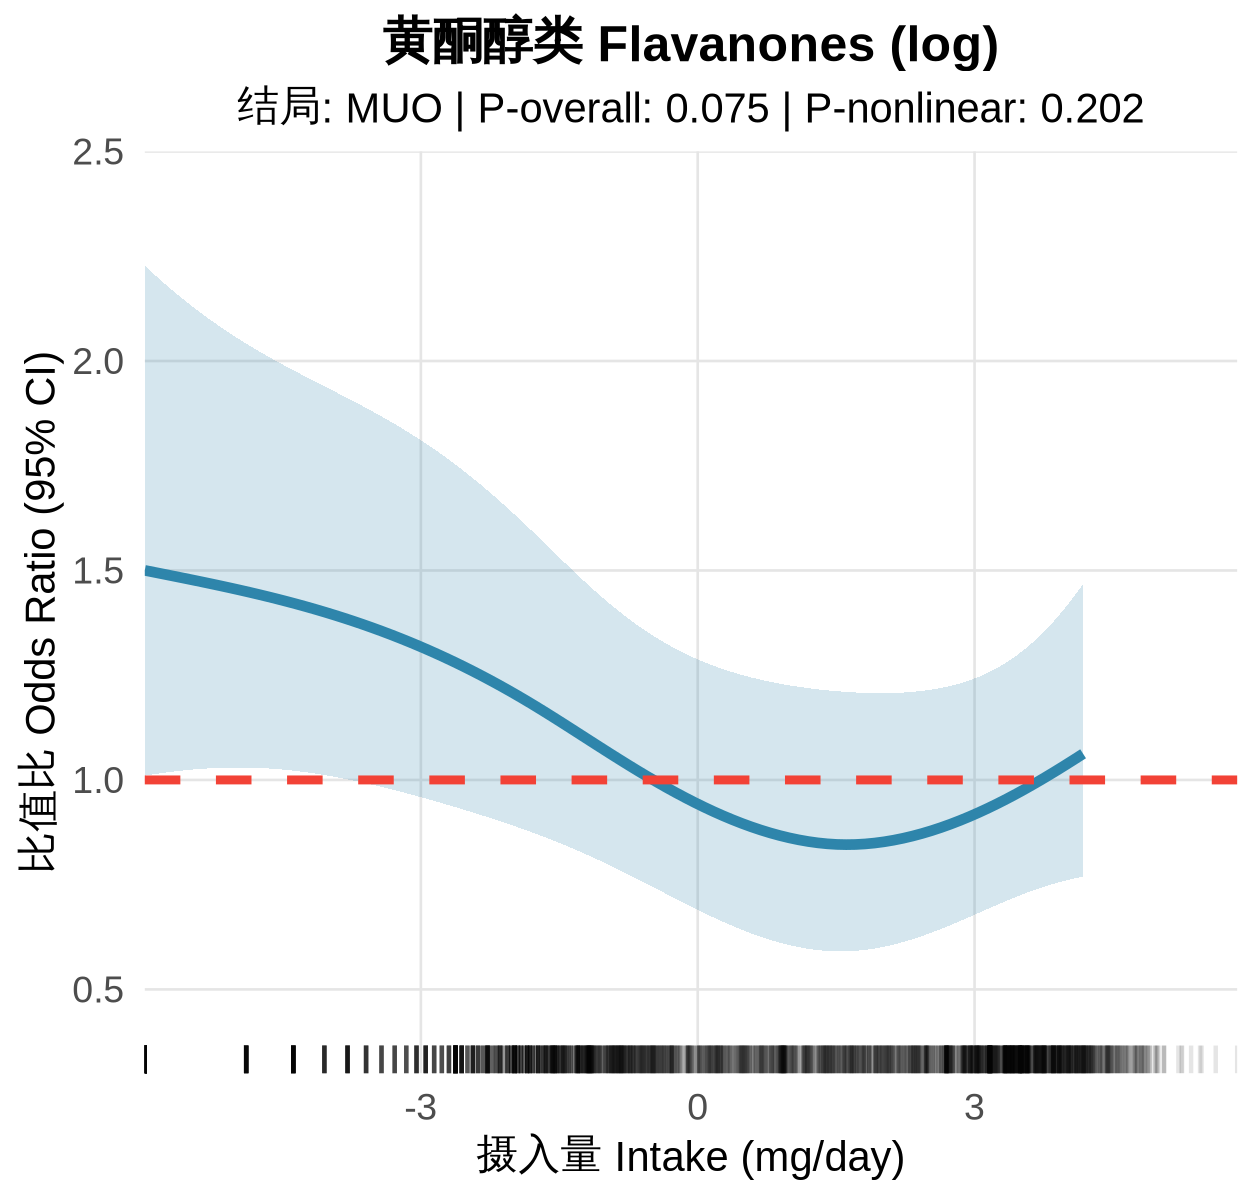 黄酮醇类 Flavanones (log)
结局: MUO | P-overall: 0.075 | P-nonlinear: 0.202
2.5
2.0
1.5
1.0
0.5
比值比 Odds Ratio (95% CI)
-3 0 3
摄入量 Intake (mg/day)